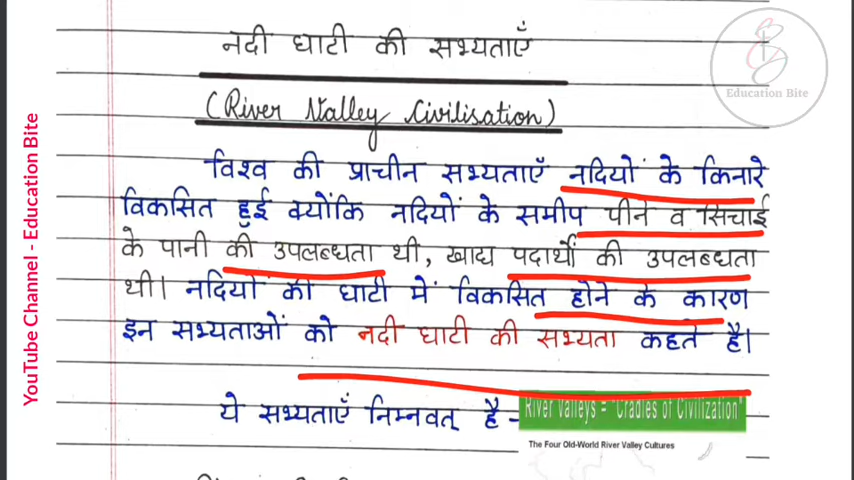 नदी घाटी की सभ्यताएँ
Education Bite
(River Valley Civilisation)
विश्व की प्राचीन सभ्यताएँ नदियों के किनारे
विकसित हुई क्योंकि नदियों के समीप पीने व सिंचाई
के पानी की उपलब्धता थी, खाद्य पदार्थों की उपलब्धता
थी। नदियों की घाटी में विकसित होने के कारण
इन सभ्यताओं को नदी घाटी की सभ्यता कहते है।
ये सभ्यताएँ निम्नवत् है-
River Valleys = "Cradles of Civilization"
The Four Old-World River Valley Cultures
YouTube Channel - Education Bite